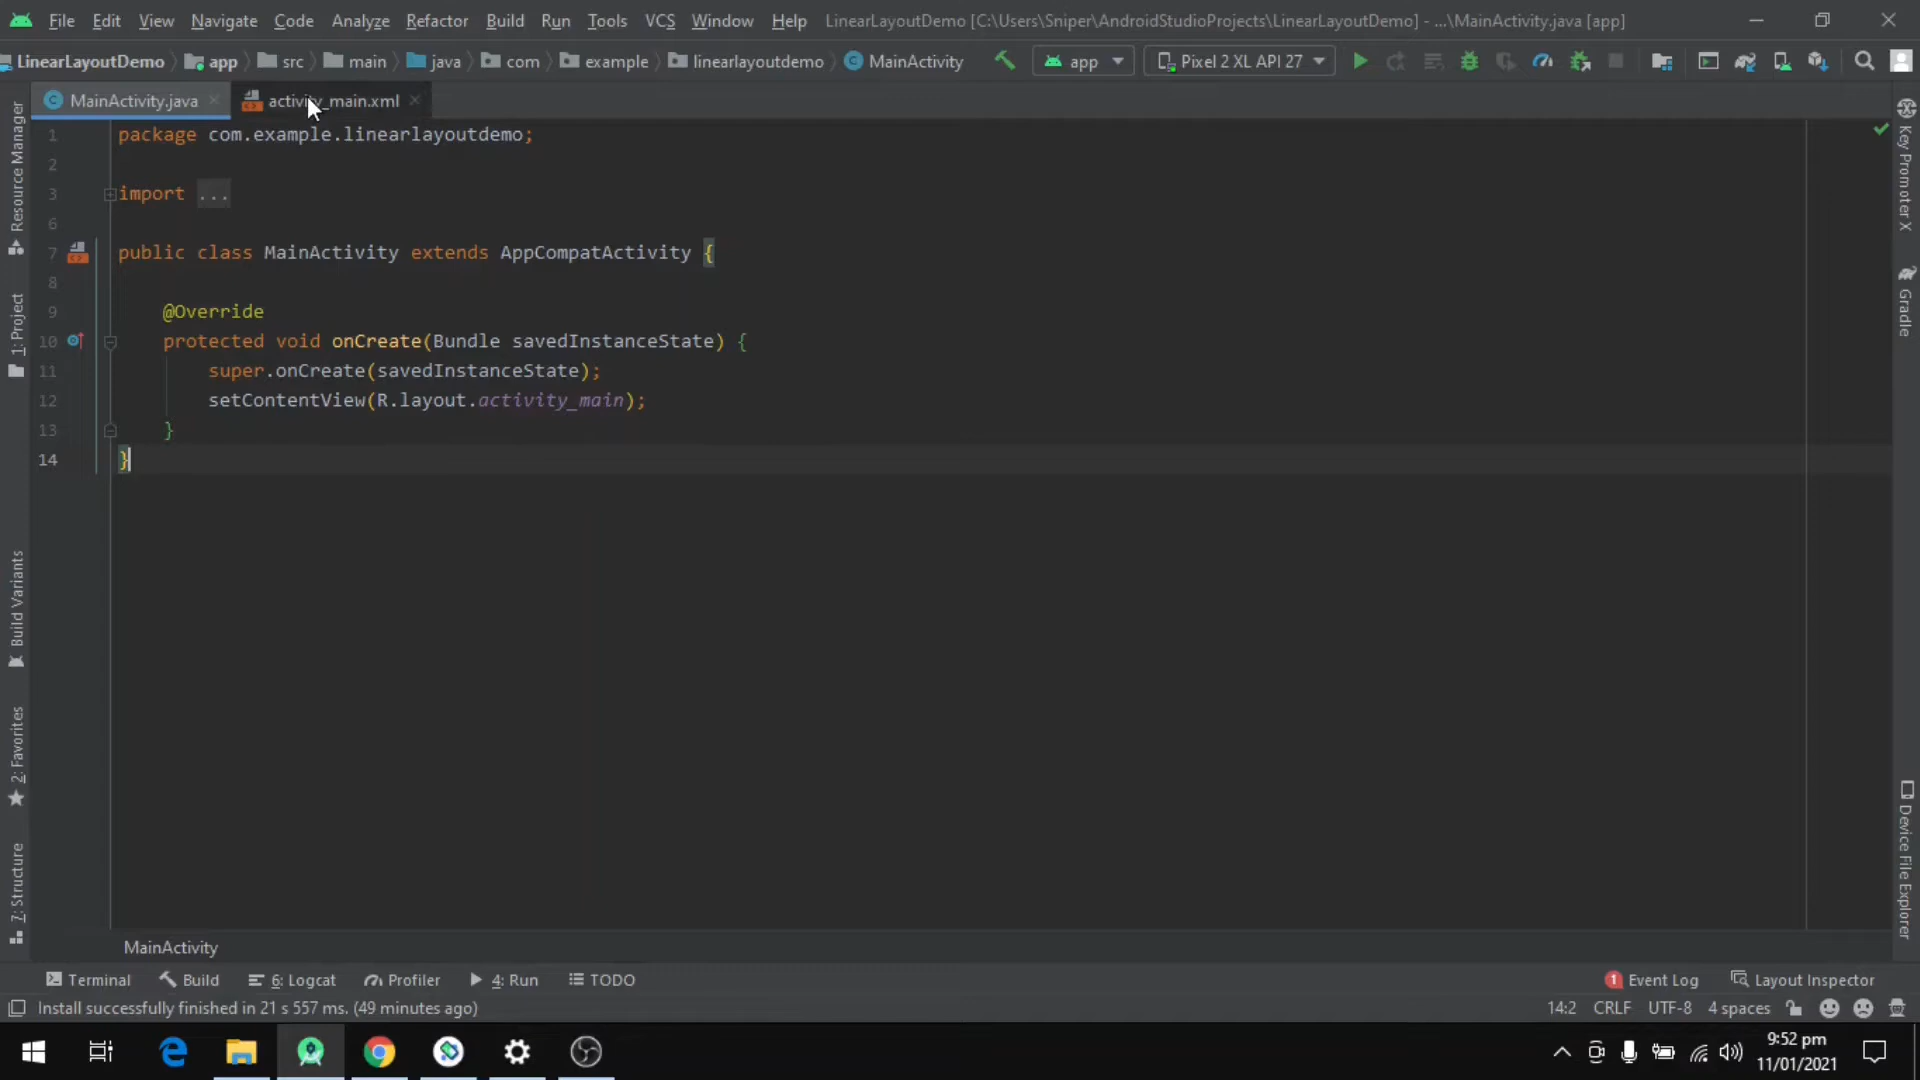 File Edit View Navigate Code Analyze Refactor Build Run Tools VCS Window Help LinearLayoutDemo [C:\Users\Sniper\AndroidStudioProjects\LinearLayoutDemo] - ...\MainActivity.java [app]
LinearLayoutDemo app src main java com example linearlayoutdemo MainActivity app Pixel 2 XL API 27
MainActivity.java activity_main.xml
1 package com.example.linearlayoutdemo;
2
3 import ...
6
7 public class MainActivity extends AppCompatActivity {
8
9 @Override
10 protected void onCreate(Bundle savedInstanceState) {
11 super.onCreate(savedInstanceState);
12 setContentView(R.layout.activity_main);
13 }
14 }
Resource Manager
1: Project
Build Variants
2: Favorites
7: Structure
Key Promoter X
Gradle
Device File Explorer
MainActivity
Terminal Build 6: Logcat Profiler 4: Run TODO 1 Event Log Layout Inspector
Install successfully finished in 21 s 557 ms. (49 minutes ago) 14:2 CRLF UTF-8 4 spaces
9:52 pm
11/01/2021